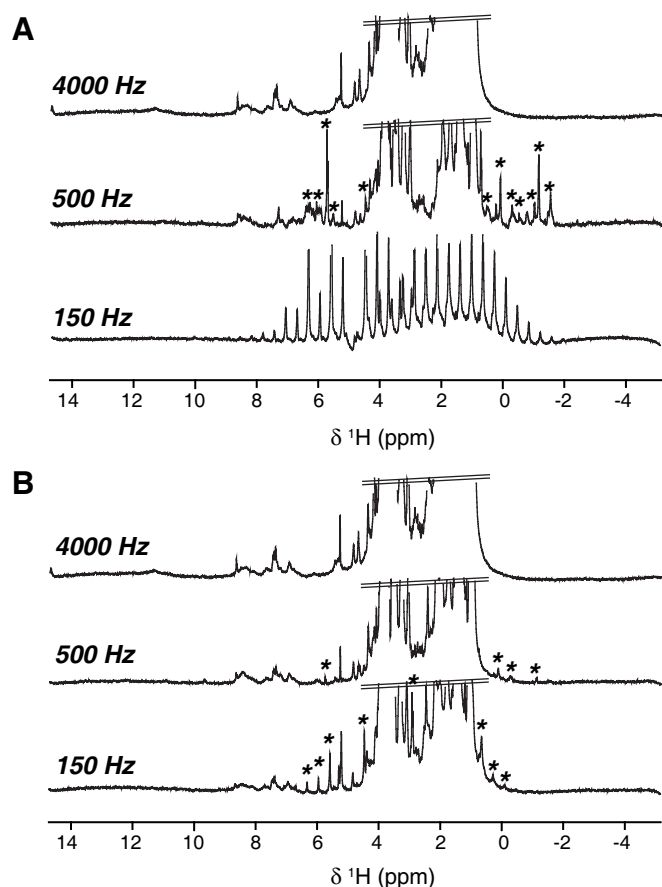 A
4000 Hz
*
500 Hz
** * * * * ** * *
150 Hz
14 12 10 8 6 4 2 0 -2 -4
δ ¹H (ppm)
B
4000 Hz
500 Hz
* * * *
*
150 Hz
* * * * * * *
14 12 10 8 6 4 2 0 -2 -4
δ ¹H (ppm)